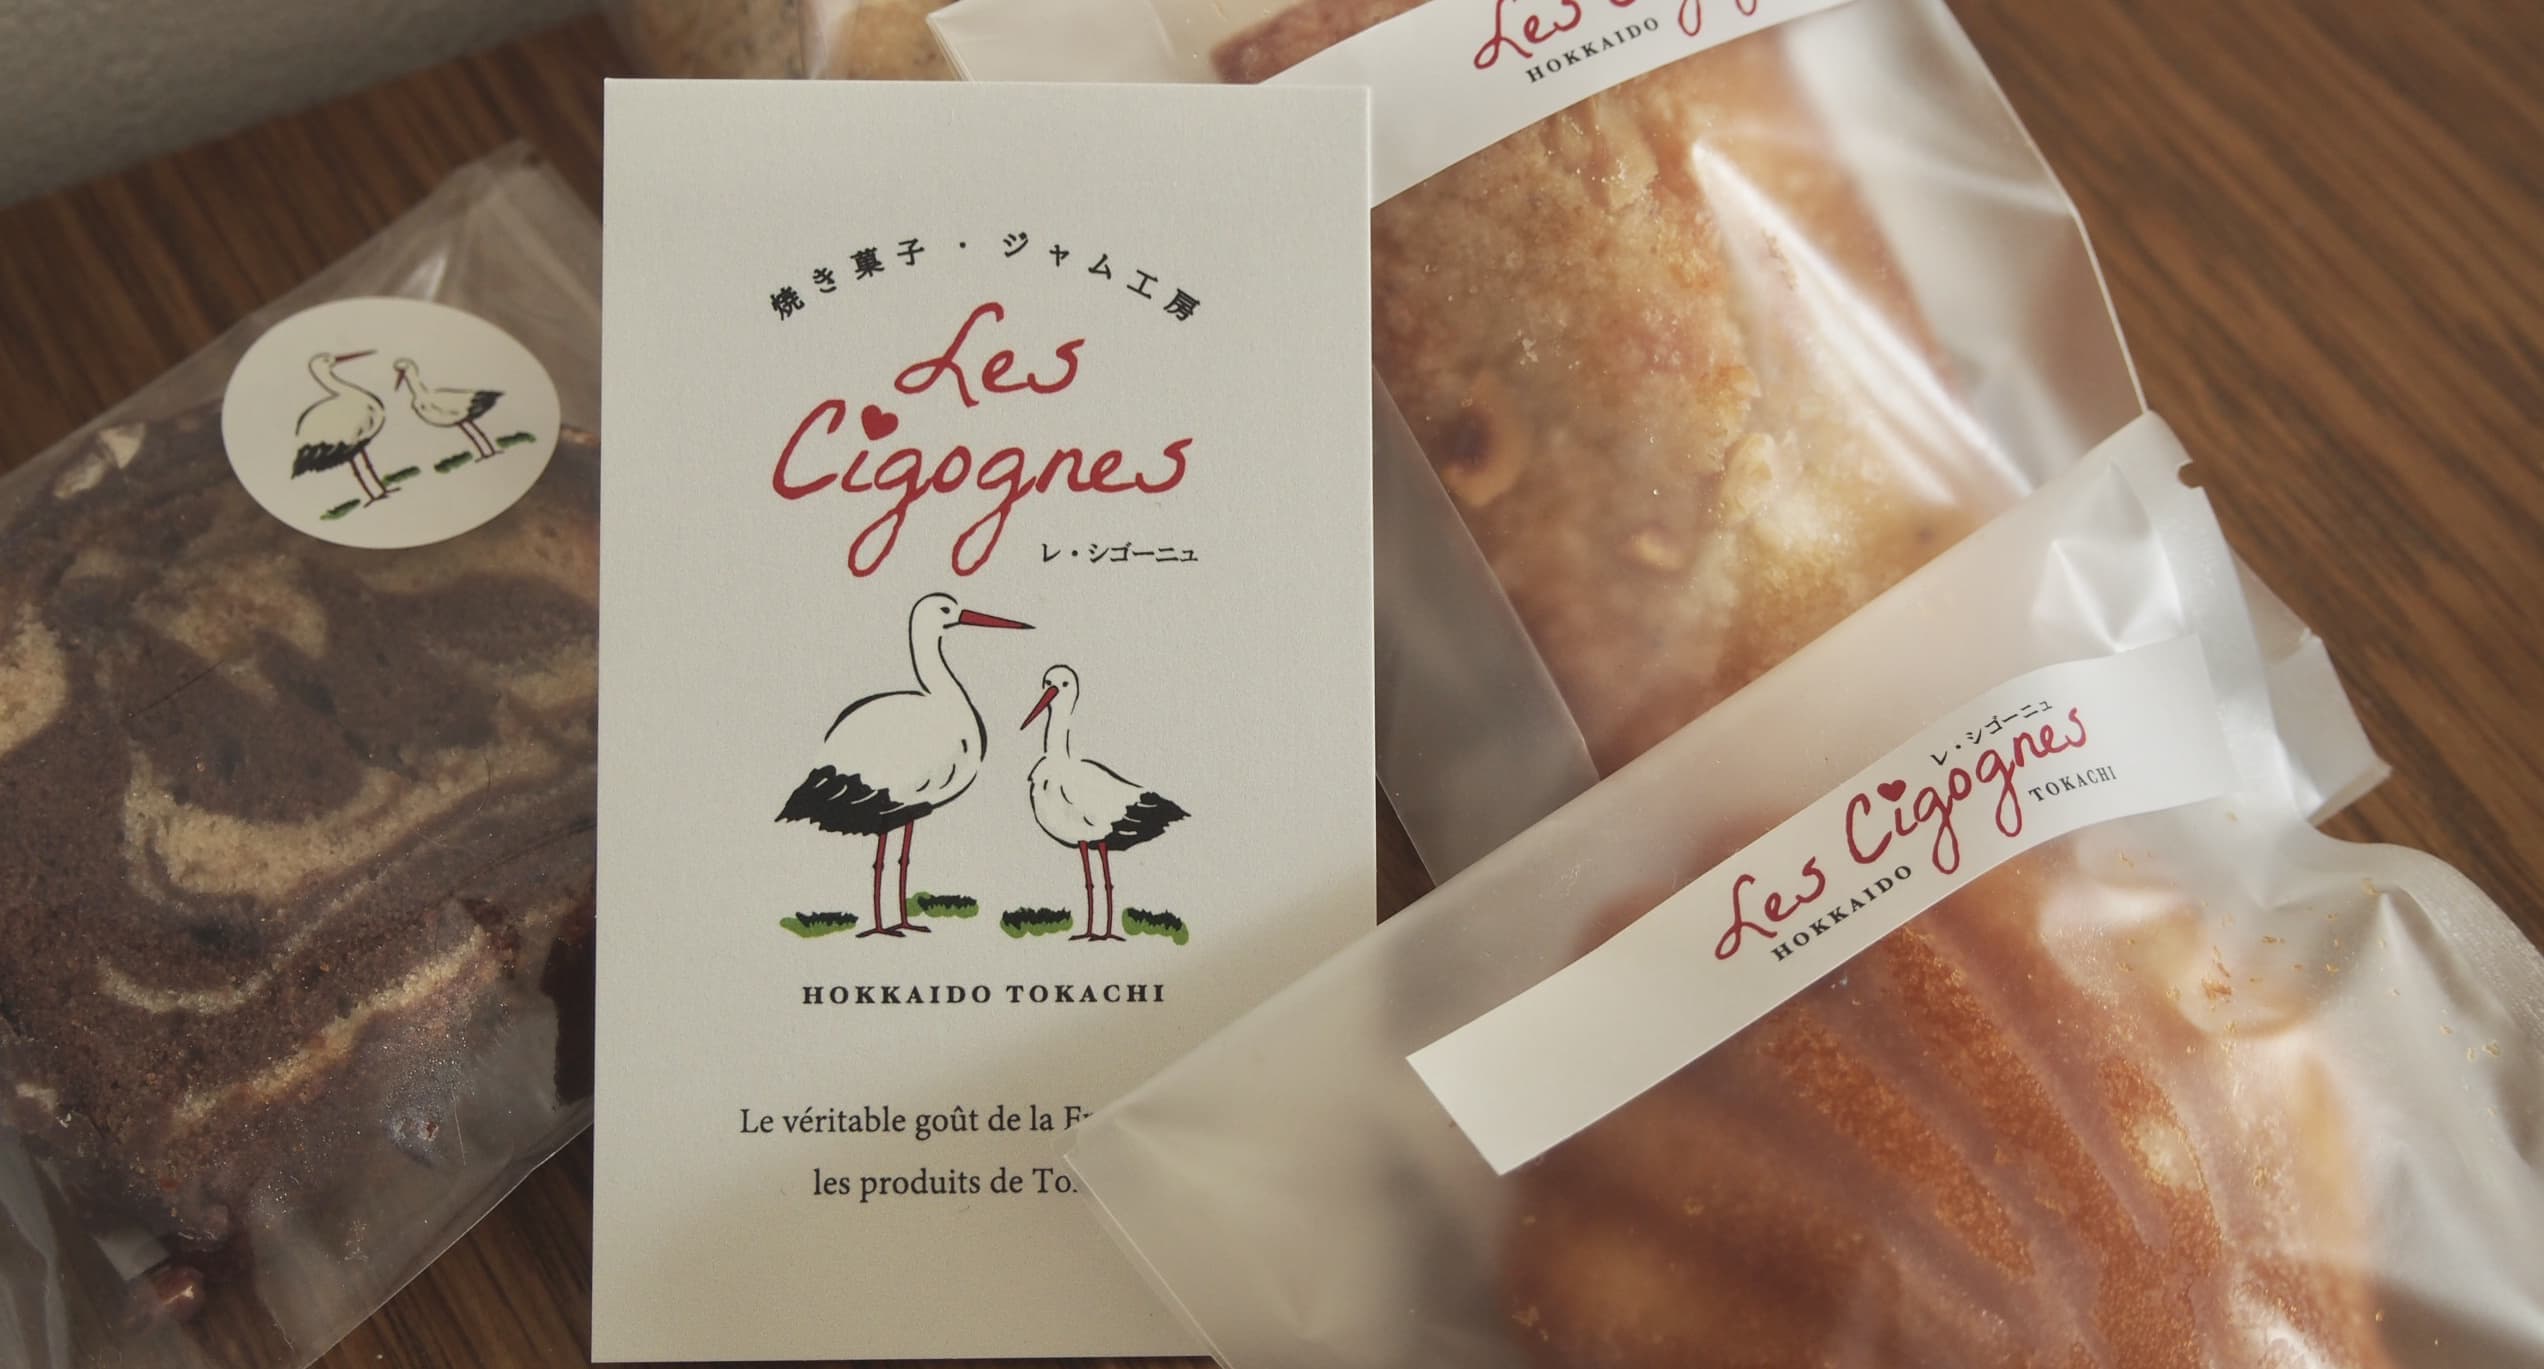 焼き菓子・ジャム工房
Les
Cigognes
レ・シゴーニュ
HOKKAIDO TOKACHI
Le véritable goût de la
les produits de
Les
HOKKAIDO
レ・シゴーニュ
Les Cigognes
HOKKAIDO TOKACHI